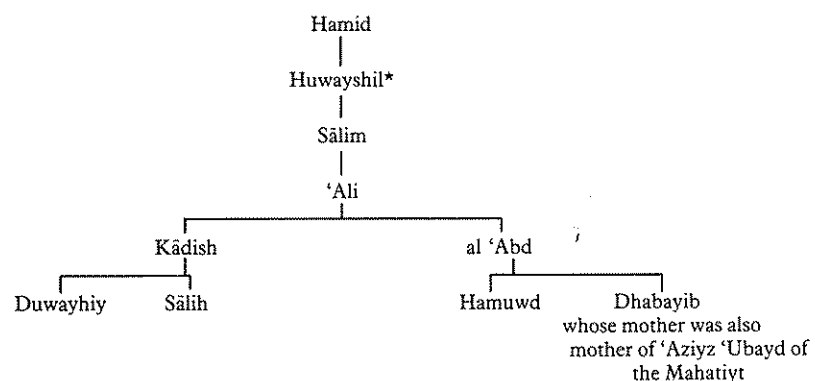 Hamid
Huwayshil*
Sālim
‘Ali
Kādish al ‘Abd
Duwayhiy Sālih Hamuwd Dhabayib
whose mother was also
mother of ‘Aziyz ‘Ubayd of
the Mahatiyt